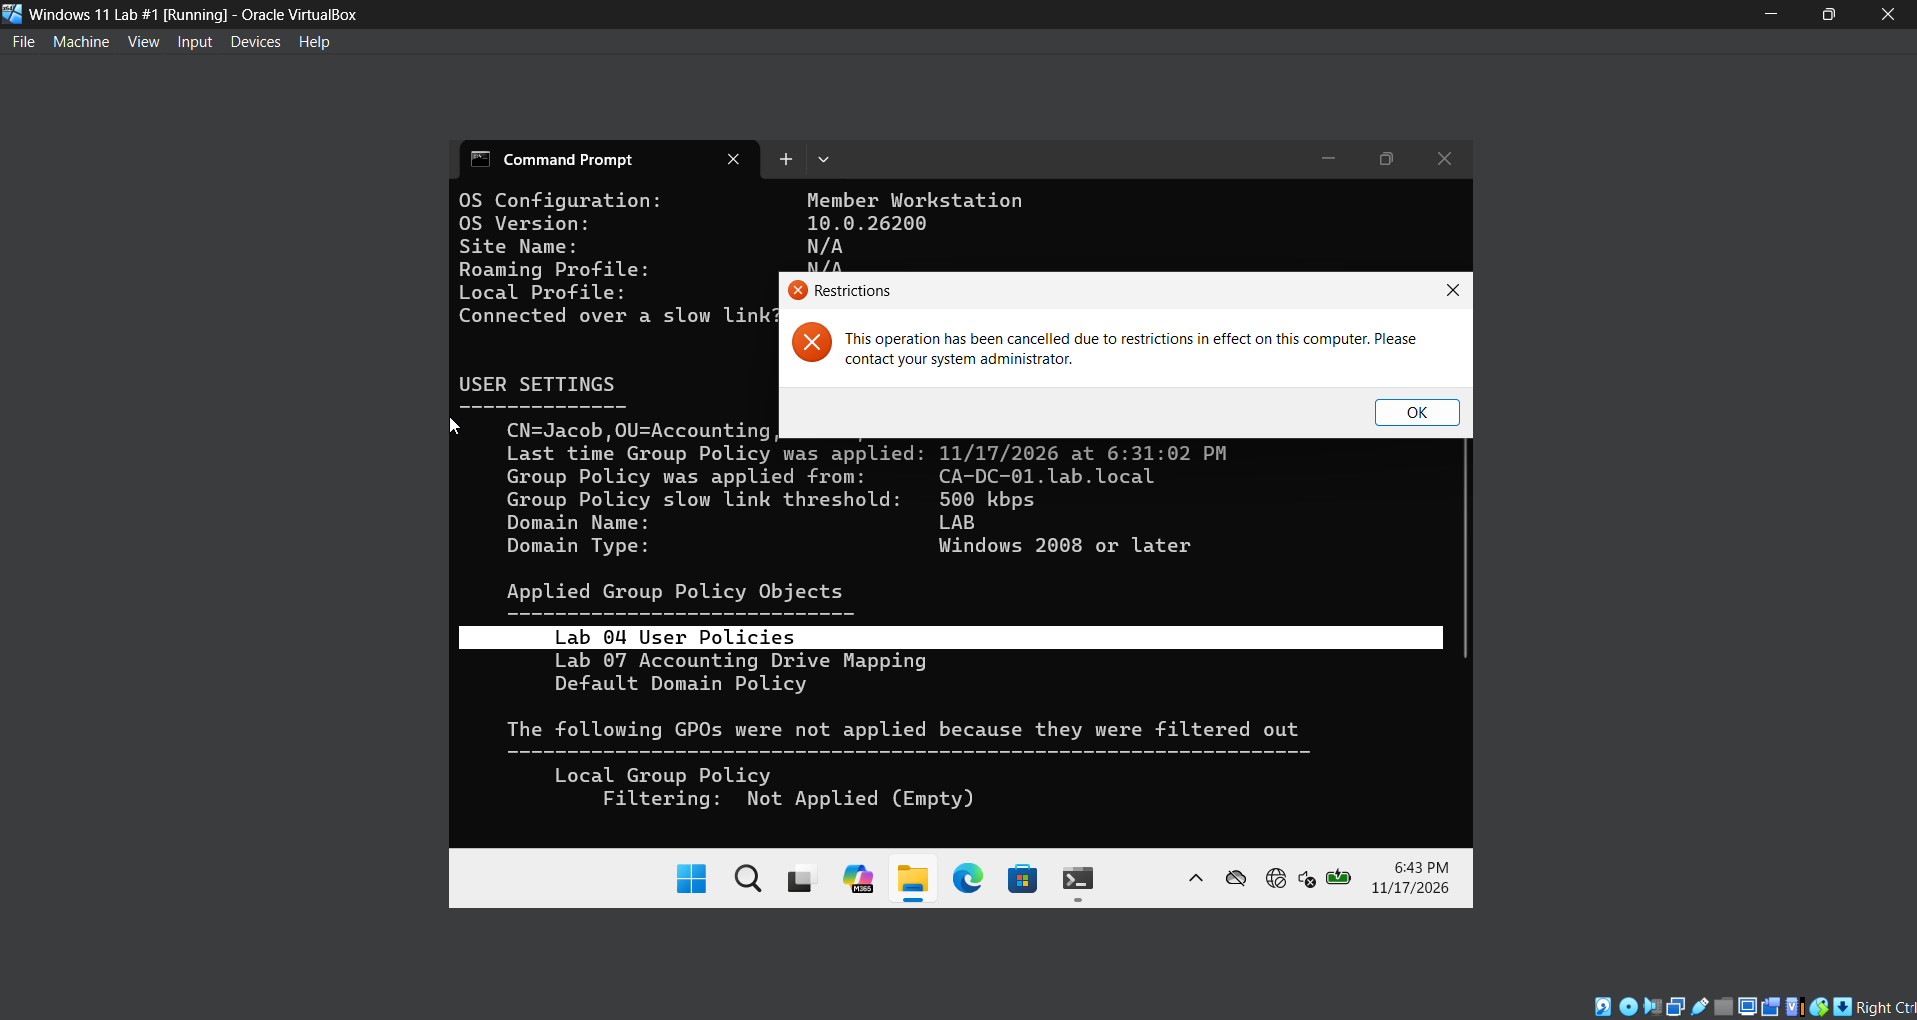 Windows 11 Lab #1 [Running] - Oracle VirtualBox
File Machine View Input Devices Help
Command Prompt
OS Configuration: Member Workstation
OS Version: 10.0.26200
Site Name: N/A
Roaming Profile: N/A
Local Profile:
Connected over a slow link?
Restrictions
This operation has been cancelled due to restrictions in effect on this computer. Please
contact your system administrator.
OK
USER SETTINGS
--------------
CN=Jacob,OU=Accounting,
Last time Group Policy was applied: 11/17/2026 at 6:31:02 PM
Group Policy was applied from: CA-DC-01.lab.local
Group Policy slow link threshold: 500 kbps
Domain Name: LAB
Domain Type: Windows 2008 or later
Applied Group Policy Objects
-----------------------------
Lab 04 User Policies
Lab 07 Accounting Drive Mapping
Default Domain Policy
The following GPOs were not applied because they were filtered out
-------------------------------------------------------------------
Local Group Policy
Filtering: Not Applied (Empty)
M365
6:43 PM
11/17/2026
Right Ctrl